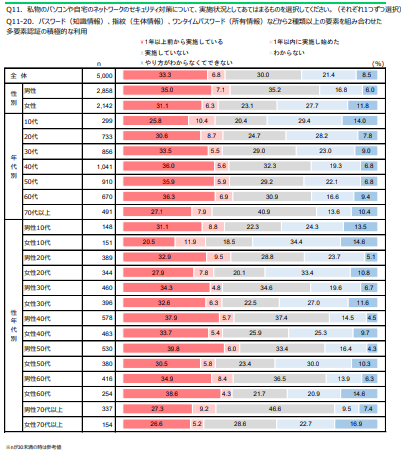 Q11. 私物のパソコンや自宅のネットワークのセキュリティ対策について、実施状況としてあてはまるものを選択してください。（それぞれ1つずつ選択）
Q11-20. パスワード（知識情報）、指紋（生体情報）、ワンタイムパスワード（所有情報）などから2種類以上の要素を組み合わせた
多要素認証の積極的な利用
1年以上前から実施している 1年以内に実施し始めた
実施していない わからない
やり方がわからなくてできない (%)
n
全 体 5,000 33.3 6.8 30.0 21.4 8.5
性別
男性 2,858 35.0 7.1 35.2 16.8 6.0
女性 2,142 31.1 6.3 23.1 27.7 11.8
年代別
10代 299 25.8 10.4 20.4 29.4 14.0
20代 733 30.6 8.7 24.7 28.2 7.8
30代 856 33.5 5.5 29.0 23.0 9.0
40代 1,041 36.0 5.6 32.3 19.3 6.8
50代 910 35.9 5.9 29.2 22.1 6.8
60代 670 36.3 6.9 30.9 16.6 9.4
70代以上 491 27.1 7.9 40.9 13.6 10.4
性年代別
男性10代 148 31.1 8.8 22.3 24.3 13.5
女性10代 151 20.5 11.9 18.5 34.4 14.6
男性20代 389 32.9 9.5 28.8 23.7 5.1
女性20代 344 27.9 7.8 20.1 33.4 10.8
男性30代 460 34.3 4.8 34.6 19.6 6.7
女性30代 396 32.6 6.3 22.5 27.0 11.6
男性40代 578 37.9 5.7 37.4 14.5 4.5
女性40代 463 33.7 5.4 25.9 25.3 9.7
男性50代 530 39.8 6.0 33.4 16.4 4.3
女性50代 380 30.5 5.8 23.4 30.0 10.3
男性60代 416 34.9 8.4 36.5 13.9 6.3
女性60代 254 38.6 4.3 21.7 20.9 14.6
男性70代以上 337 27.3 9.2 46.6 9.5 7.4
女性70代以上 154 26.6 5.2 28.6 22.7 16.9
※nが30未満の時は参考値